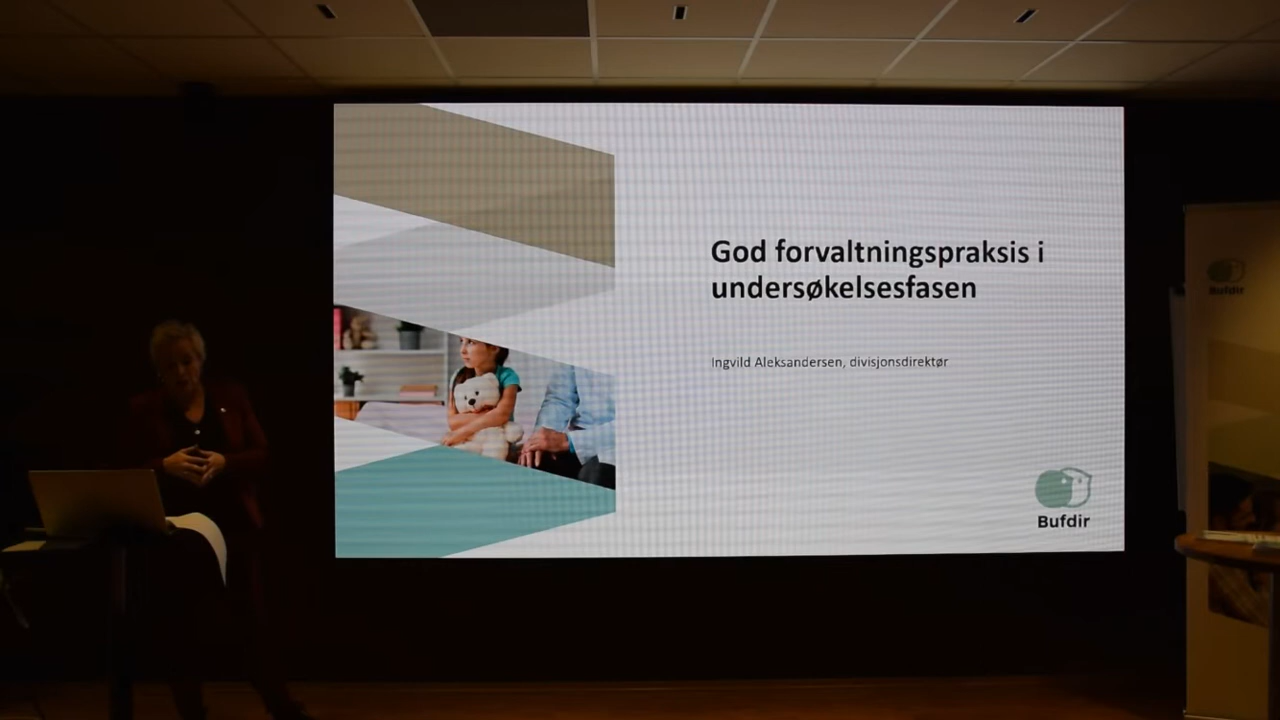 God forvaltningspraksis i
undersøkelsesfasen
Ingvild Aleksandersen, divisjonsdirektør
Bufdir
Bufdir